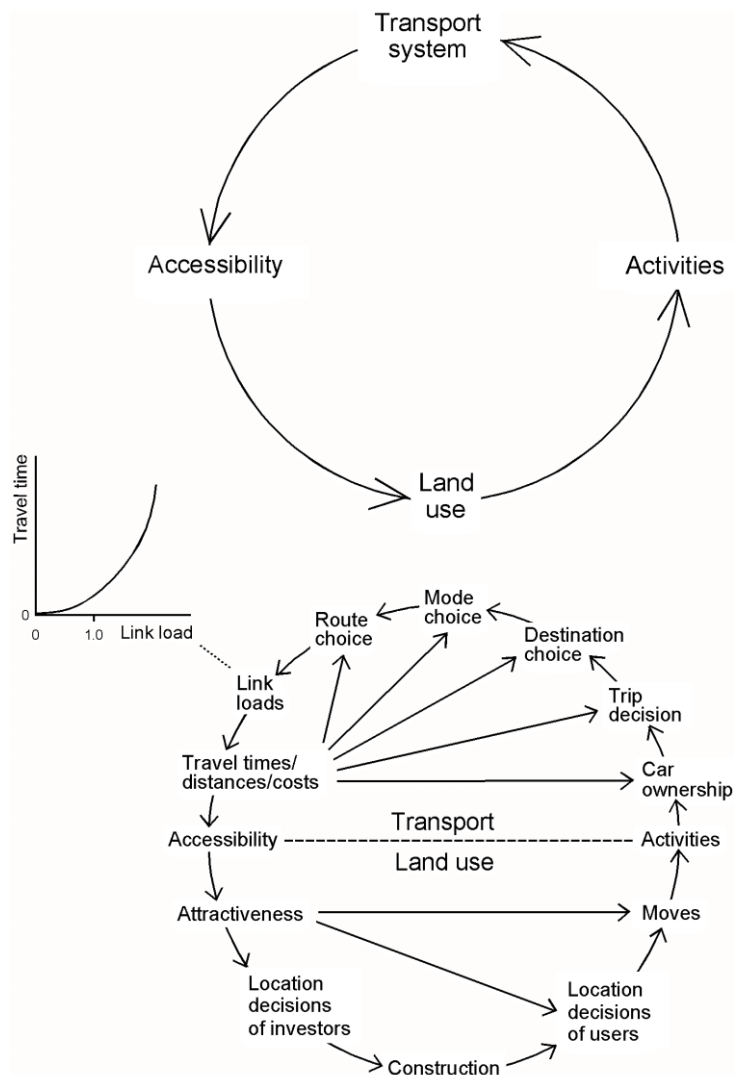 Transport
system
Accessibility
Activities
Land
use
Travel time
0
0
1.0
Link load
Mode
choice
Route
choice
Destination
choice
Link
loads
Trip
decision
Travel times/
distances/costs
Car
ownership
Transport
Accessibility
Activities
Land use
Attractiveness
Moves
Location
decisions
of investors
Location
decisions
of users
Construction